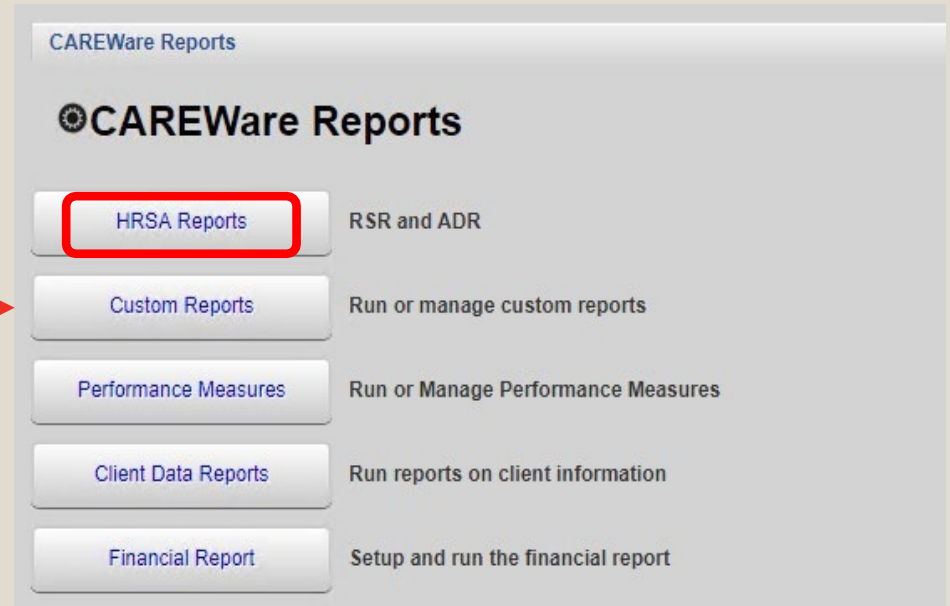 CAREWare Reports
CAREWare Reports
HRSA Reports RSR and ADR
Custom Reports Run or manage custom reports
Performance Measures Run or Manage Performance Measures
Client Data Reports Run reports on client information
Financial Report Setup and run the financial report